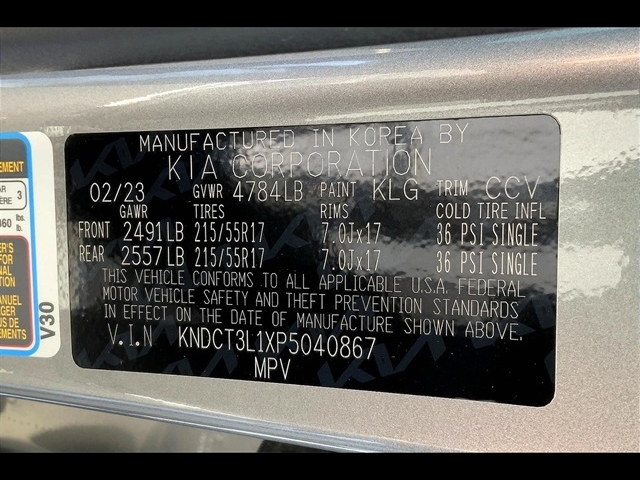 MANUFACTURED IN KOREA BY
KIA CORPORATION
02/23 GVWR 4784LB PAINT KLG TRIM CCV
GAWR TIRES RIMS COLD TIRE INFL
FRONT 2491LB 215/55R17 7.0Jx17 36 PSI SINGLE
REAR 2557LB 215/55R17 7.0Jx17 36 PSI SINGLE
THIS VEHICLE CONFORMS TO ALL APPLICABLE U.S.A. FEDERAL
MOTOR VEHICLE SAFETY AND THEFT PREVENTION STANDARDS
IN EFFECT ON THE DATE OF MANUFACTURE SHOWN ABOVE.
V.I.N KNDCT3L1XP5040867
MPV
3
lbs.
lb.
V30